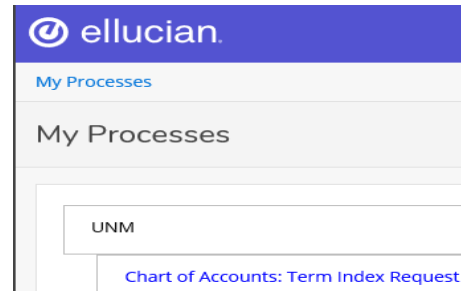 ellucian.
My Processes
My Processes
UNM
Chart of Accounts: Term Index Request